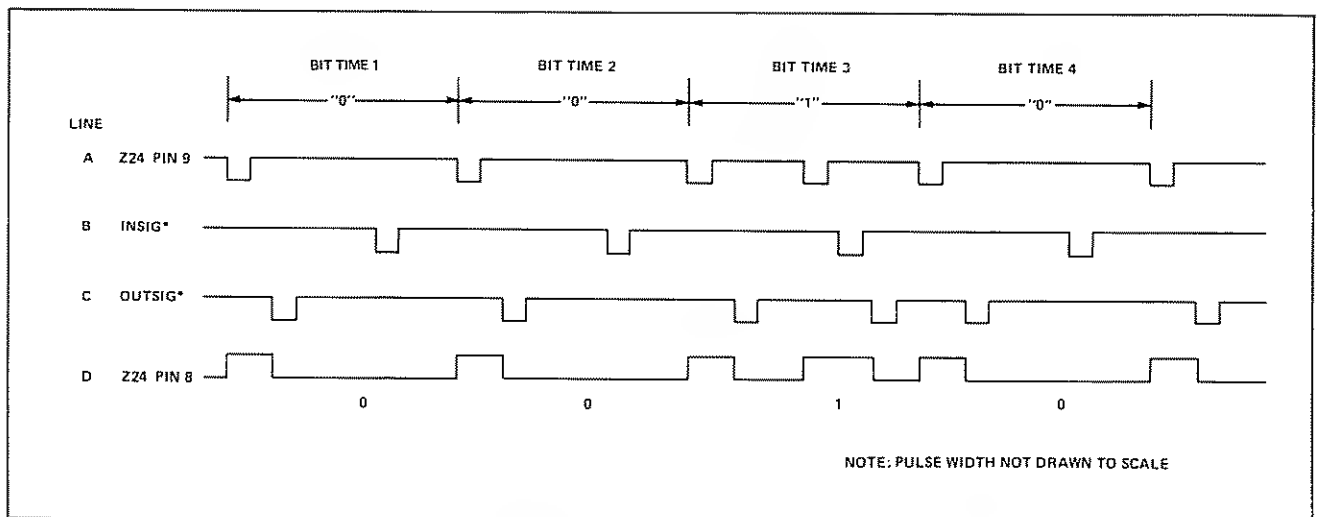 BIT TIME 1 BIT TIME 2 BIT TIME 3 BIT TIME 4
"0" "0" "1" "0"
LINE
A Z24 PIN 9
B INSIG*
C OUTSIG*
D Z24 PIN 8
0 0 1 0
NOTE: PULSE WIDTH NOT DRAWN TO SCALE